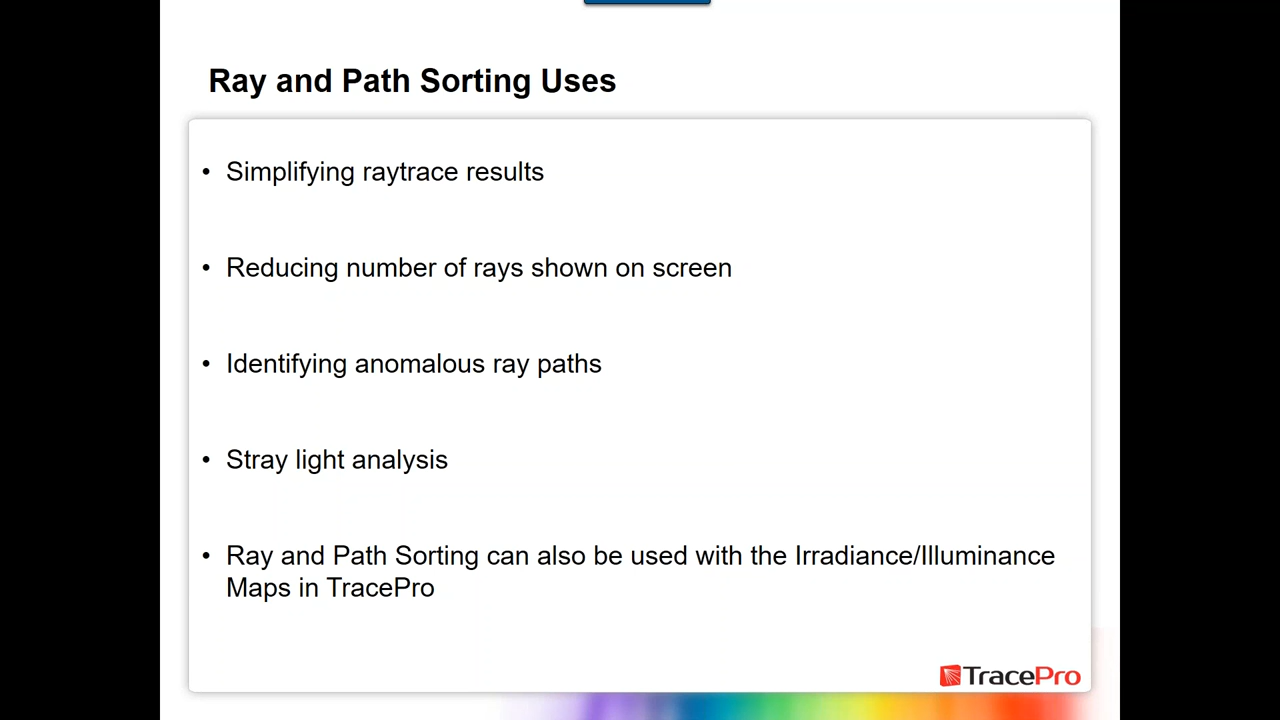 Ray and Path Sorting Uses
• Simplifying raytrace results
• Reducing number of rays shown on screen
• Identifying anomalous ray paths
• Stray light analysis
• Ray and Path Sorting can also be used with the Irradiance/Illuminance
Maps in TracePro
TracePro